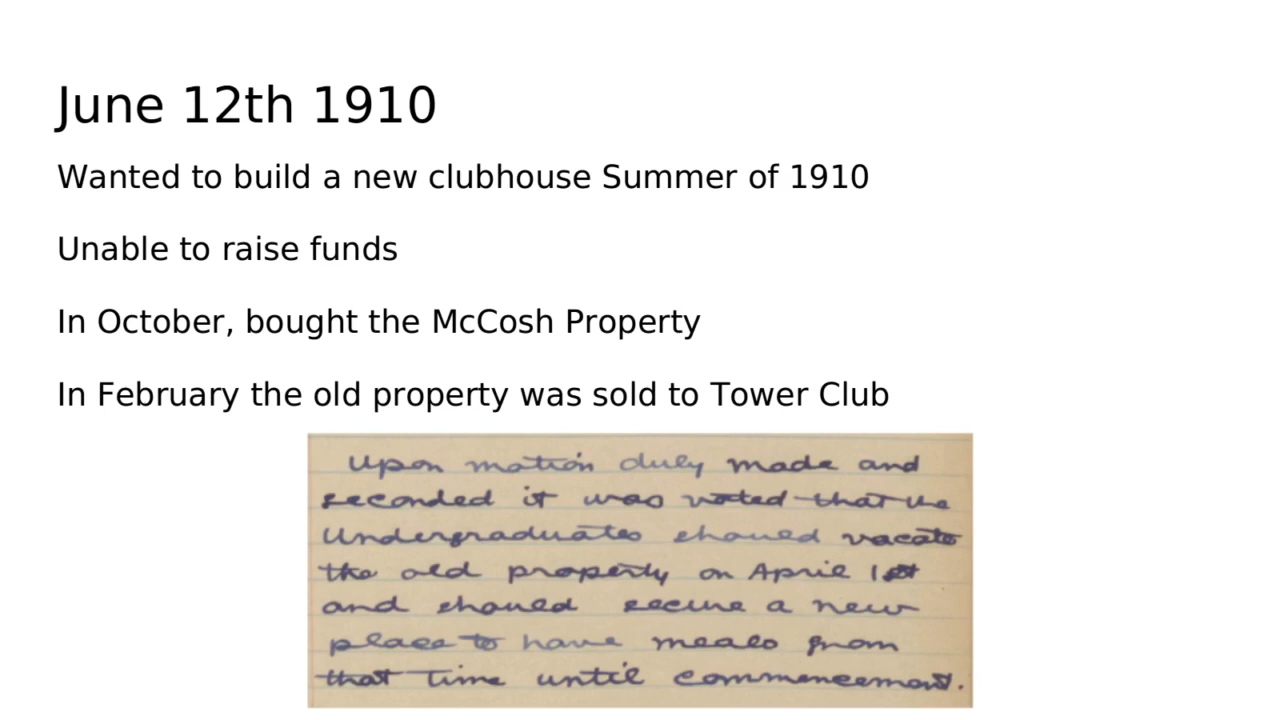 June 12th 1910
Wanted to build a new clubhouse Summer of 1910
Unable to raise funds
In October, bought the McCosh Property
In February the old property was sold to Tower Club
Upon motion duly made and
seconded it was voted that the
Undergraduates should vacate
the old property on April 1st
and should secure a new
place to have meals from
that time until commencement.